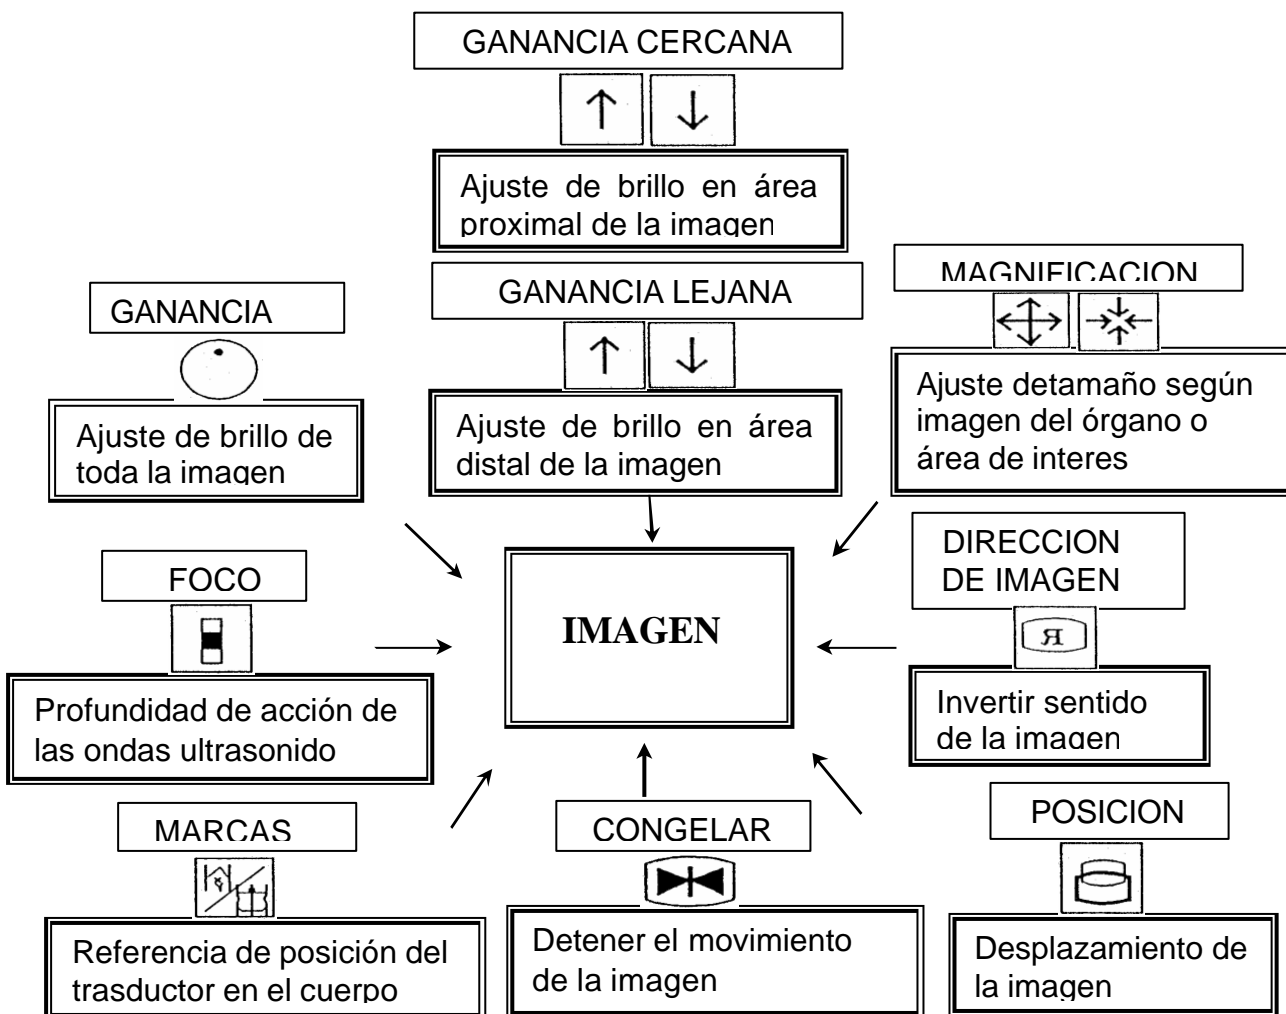 GANANCIA CERCANA
Ajuste de brillo en área
proximal de la imagen
GANANCIA LEJANA
Ajuste de brillo en área
distal de la imagen
MAGNIFICACION
Ajuste detamaño según
imagen del órgano o
área de interes
GANANCIA
Ajuste de brillo de
toda la imagen
FOCO
Profundidad de acción de
las ondas ultrasonido
IMAGEN
DIRECCION
DE IMAGEN
Я
Invertir sentido
de la imagen
MARCAS
Referencia de posición del
trasductor en el cuerpo
CONGELAR
Detener el movimiento
de la imagen
POSICION
Desplazamiento de
la imagen